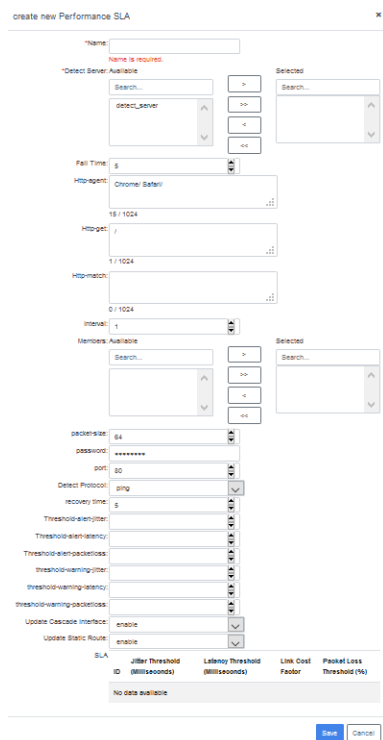 create new Performance SLA ×
*Name:
Name is required.
*Detect Server: Available Selected
Search... > Search...
detect_server >>
<
<<
Fail Time: 5
Http-agent: Chrome/ Safari/
15 / 1024
Http-get: /
1 / 1024
Http-match:
0 / 1024
Interval: 1
Members: Available Selected
Search... > Search...
>>
<
<<
packet-size: 64
password: ********
port: 80
Detect Protocol: ping
recovery time: 5
Threshold-alert-jitter:
Threshold-alert-latency:
Threshold-alert-packetloss:
threshold-warning-jitter:
threshold-warning-latency:
threshold-warning-packetloss:
Update Cascade Interface: enable
Update Static Route: enable
SLA
ID Jitter Threshold (Milliseconds) Latency Threshold (Milliseconds) Link Cost Factor Packet Loss Threshold (%)
No data available
Save Cancel